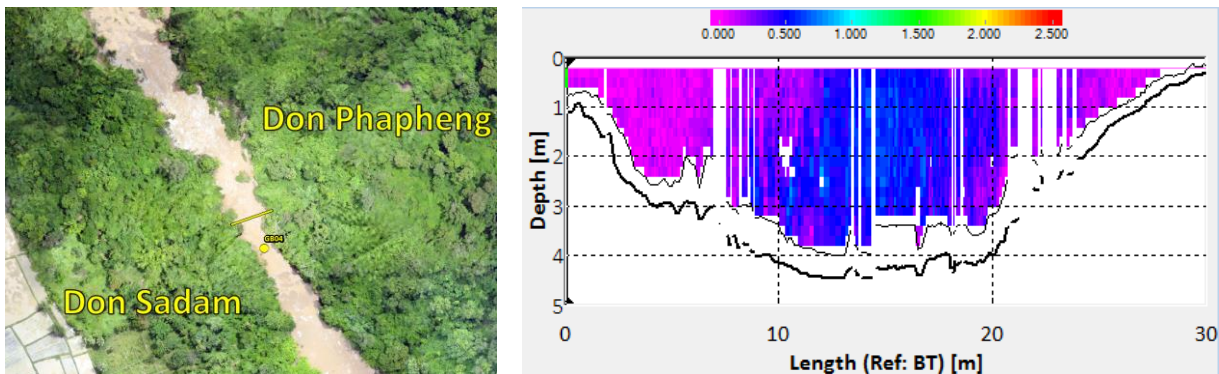 Don Phapheng
GB04
Don Sadam
0.000 0.500 1.000 1.500 2.000 2.500
0
1
2
3
4
5
Depth [m]
0 10 20 30
Length (Ref: BT) [m]